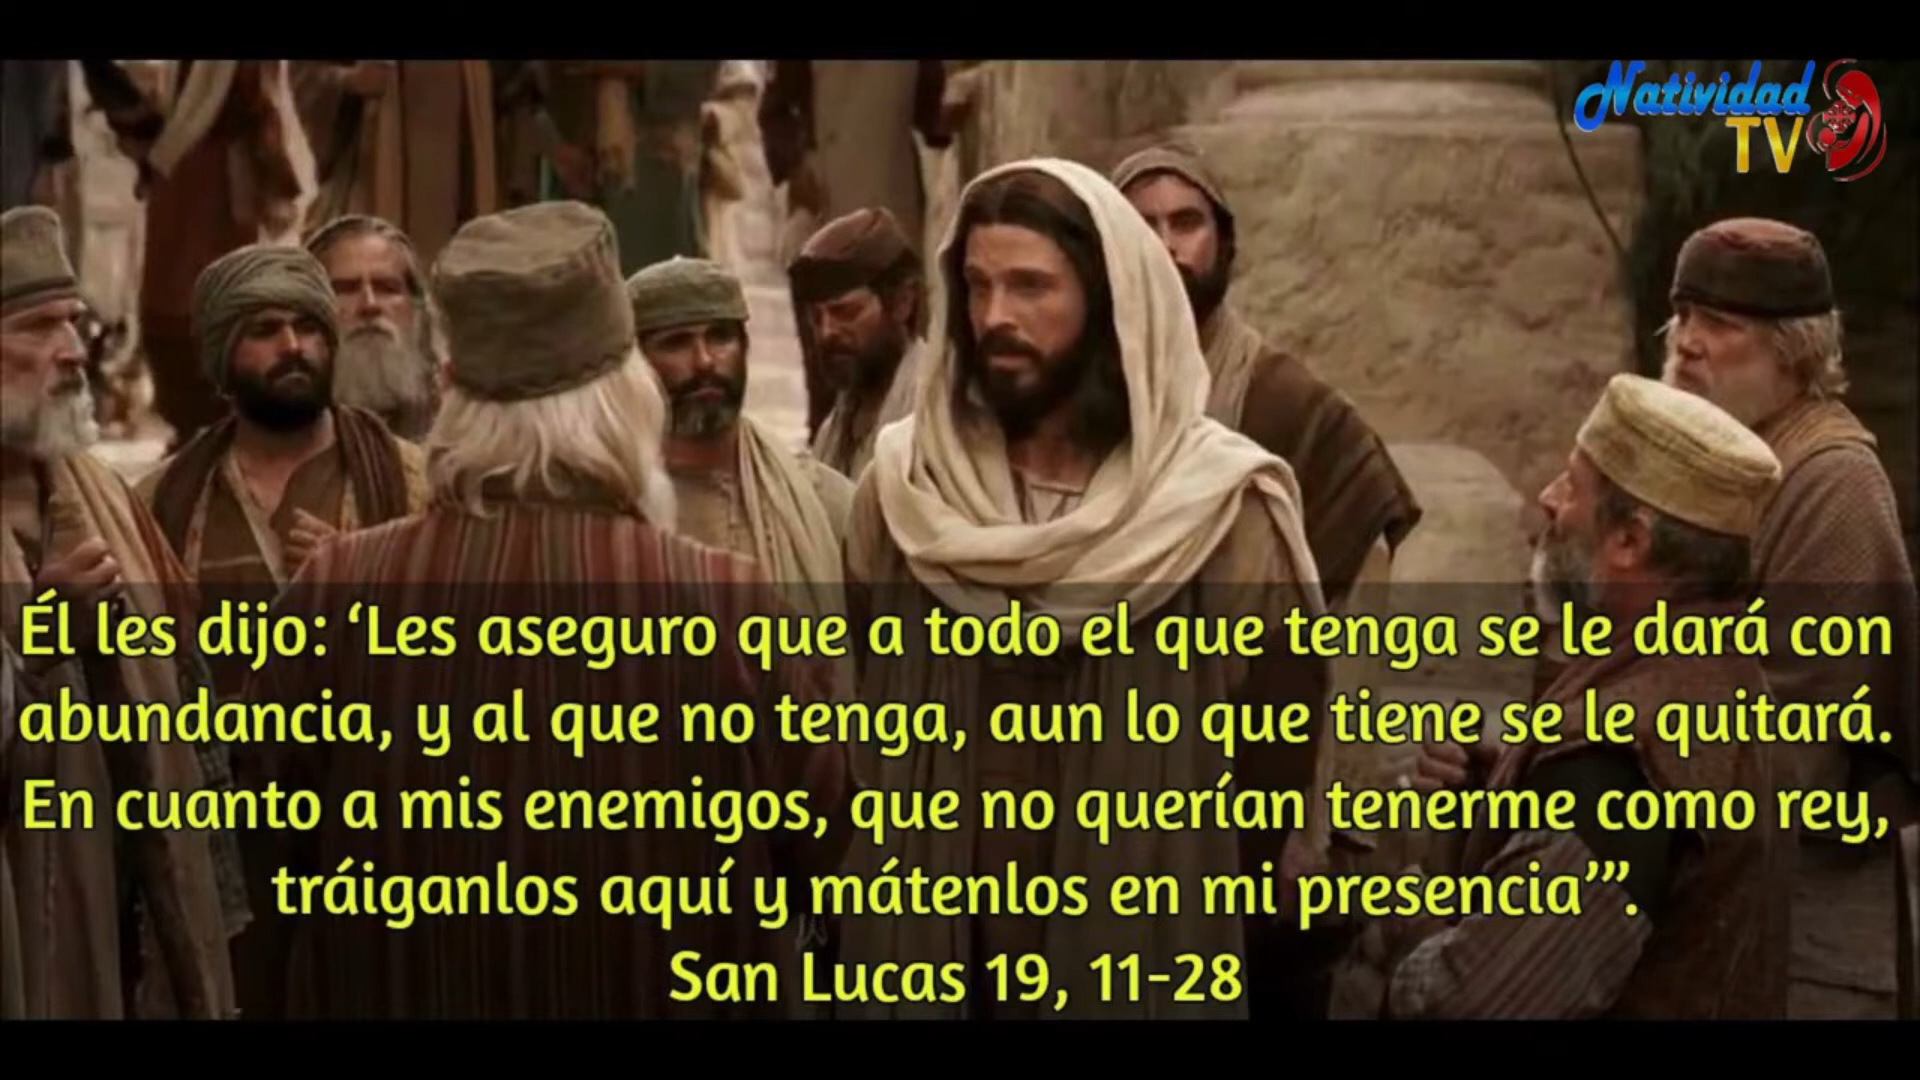 Natividad
TV
Él les dijo: ‘Les aseguro que a todo el que tenga se le dará con
abundancia, y al que no tenga, aun lo que tiene se le quitará.
En cuanto a mis enemigos, que no querían tenerme como rey,
tráiganlos aquí y mátenlos en mi presencia’”.
San Lucas 19, 11-28